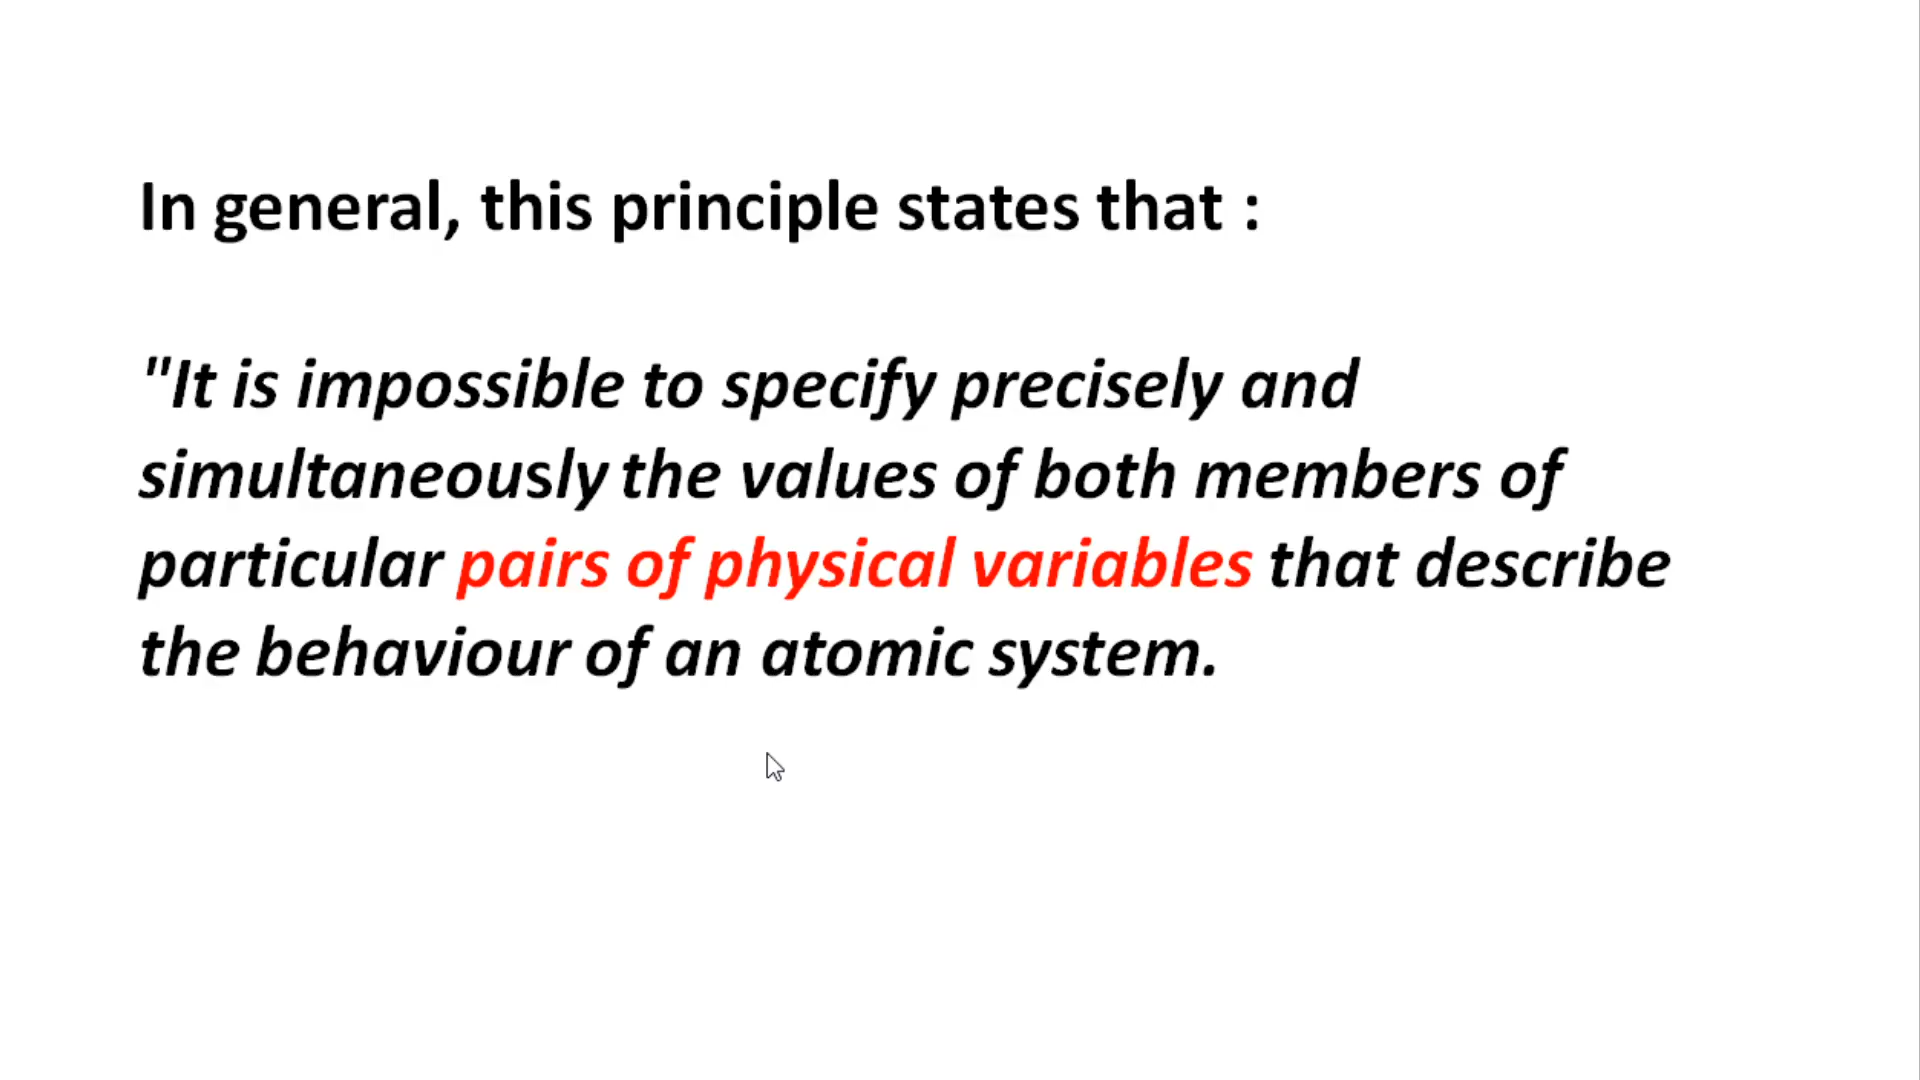 In general, this principle states that :
"It is impossible to specify precisely and
simultaneously the values of both members of
particular pairs of physical variables that describe
the behaviour of an atomic system.